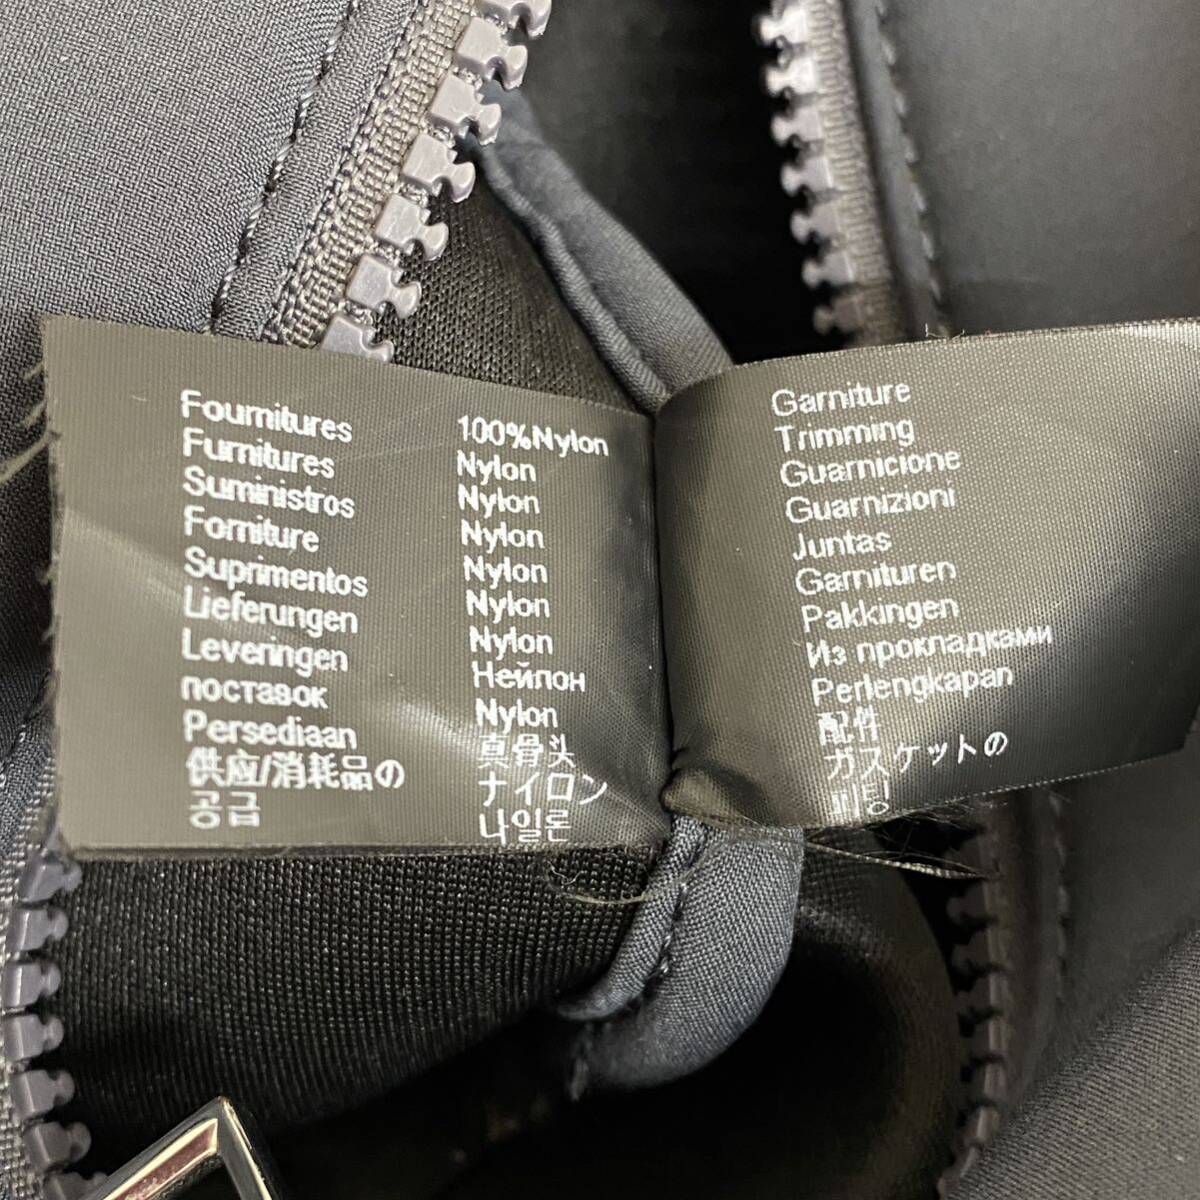 Fournitures
Furnitures
Suministros
Forniture
Suprimentos
Lieferungen
Leveringen
поставок
Persediaan
供应/消耗品の
공급
100%Nylon
Nylon
Nylon
Nylon
Nylon
Nylon
Nylon
Нейлон
Nylon
真骨头
ナイロン
나일론
Garniture
Trimming
Guarnicione
Guarnizioni
Juntas
Garnituren
Pakkingen
Из прокладками
Perlengkapan
配件
ガスケットの